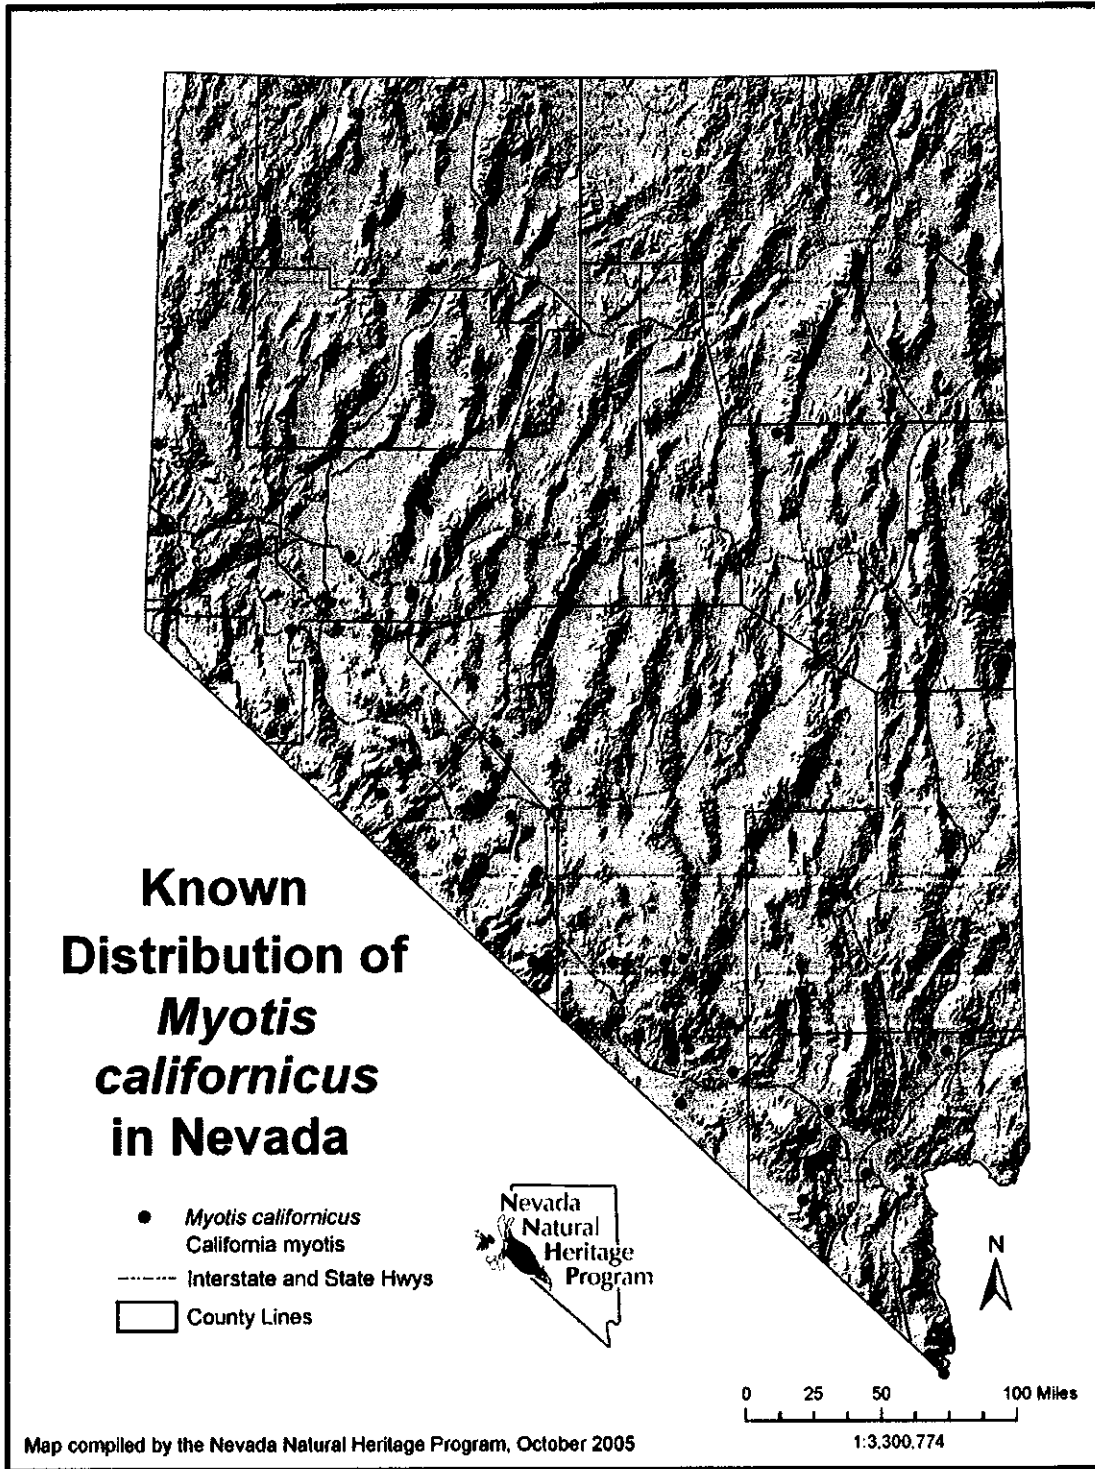 Known
Distribution of
Myotis
californicus
in Nevada
Myotis californicus
California myotis
Interstate and State Hwys
County Lines
Nevada
Natural
Heritage
Program
N
0 25 50 100 Miles
1:3,300,774
Map compiled by the Nevada Natural Heritage Program, October 2005